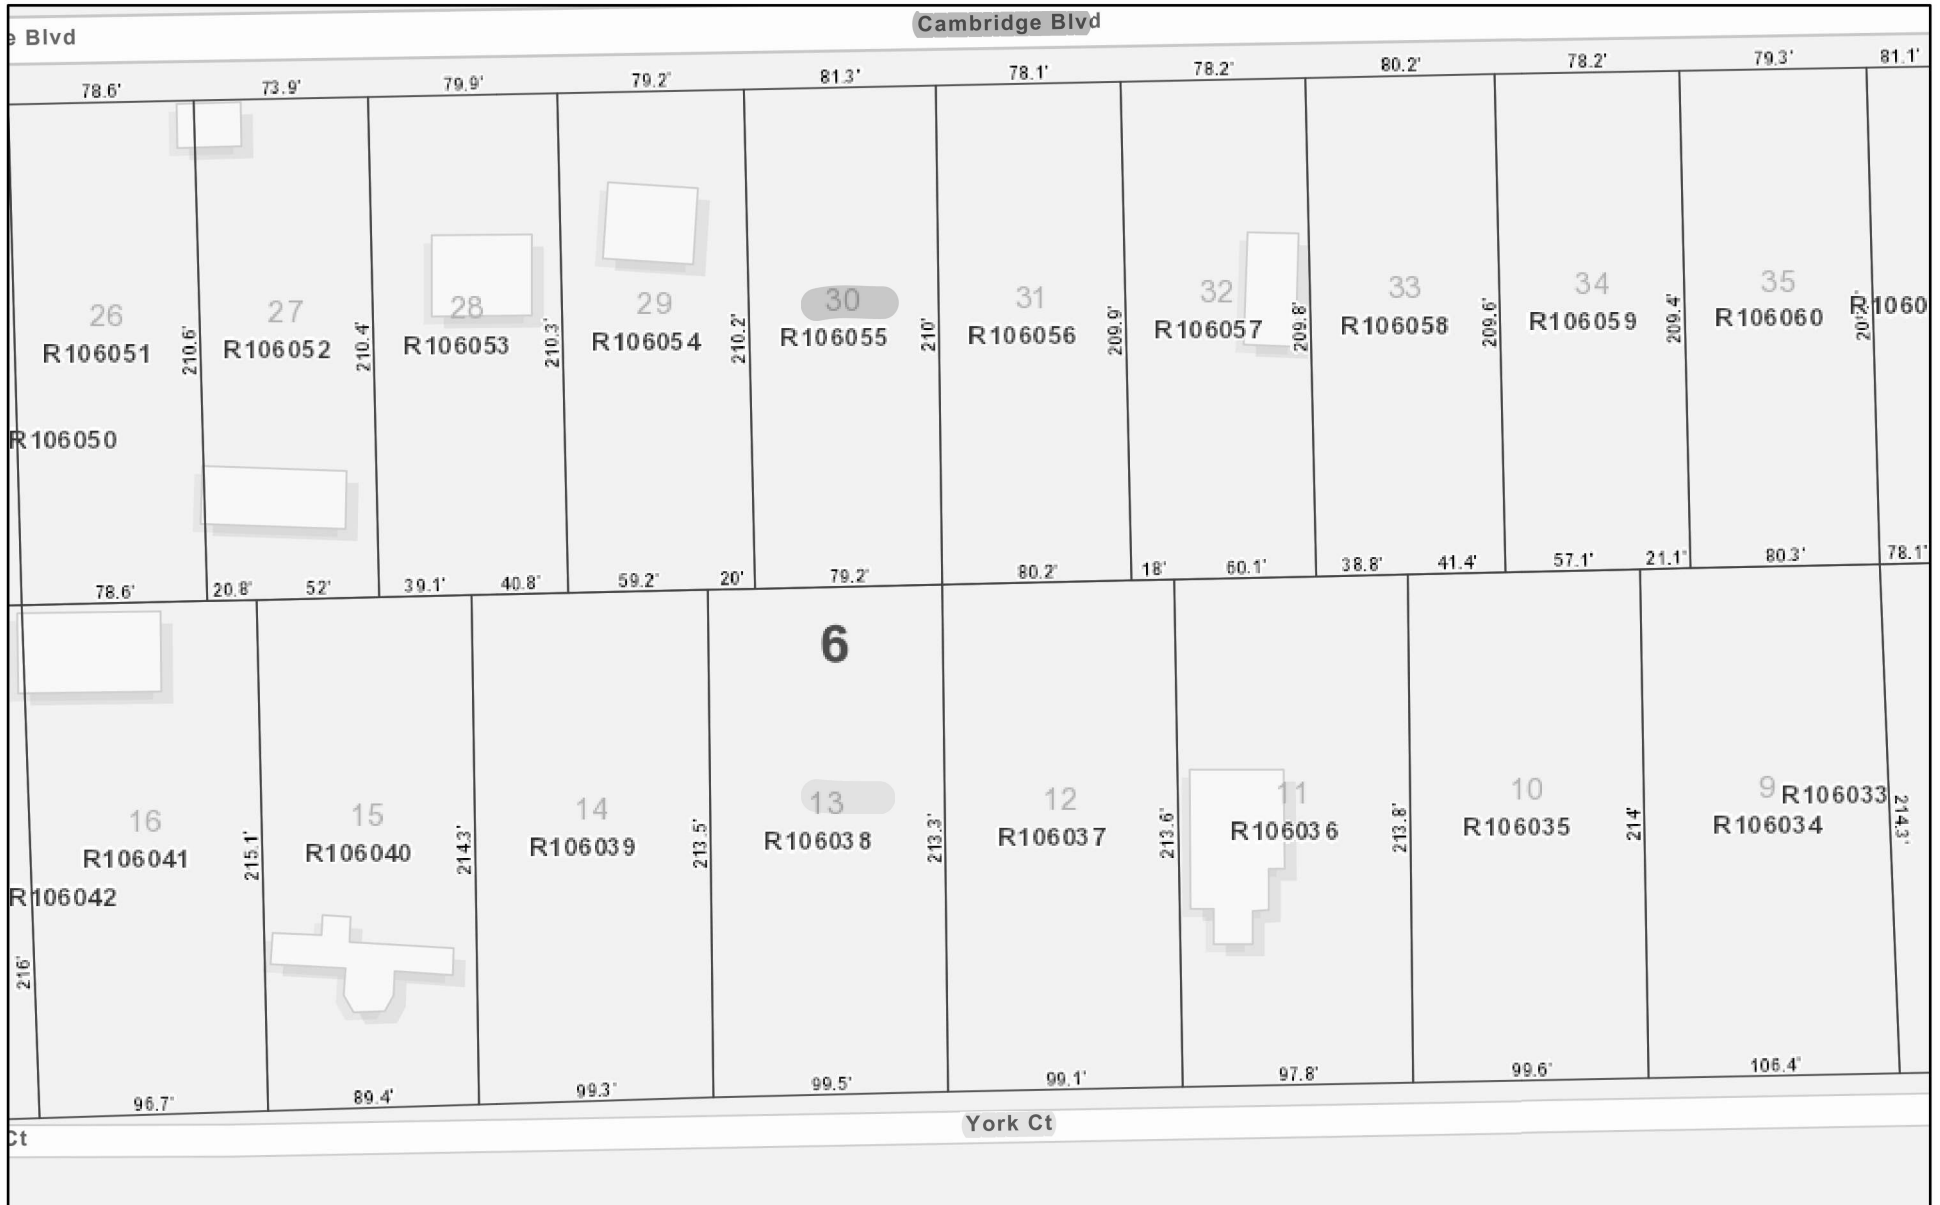 Cambridge Blvd
e Blvd
78.6'
73.9'
79.9'
79.2'
81.3'
78.1'
78.2'
80.2'
78.2'
79.3'
81.1'
26
R106051
210.6'
27
R106052
210.4'
28
R106053
210.3'
29
R106054
210.2'
30
R106055
210'
31
R106056
209.9'
32
R106057
209.8'
33
R106058
209.6'
34
R106059
209.4'
35
R106060
R1060
R106050
78.6'
20.8'
52'
39.1'
40.8'
59.2'
20'
79.2'
80.2'
18'
60.1'
38.8'
41.4'
57.1'
21.1'
80.3'
78.1'
6
16
R106041
215.1'
15
R106040
214.3'
14
R106039
213.5'
13
R106038
213.3'
12
R106037
213.6'
11
R106036
213.8'
10
R106035
214'
9
R106033
R106034
214.3'
R106042
216'
96.7'
89.4'
99.3'
99.5'
99.1'
97.8'
99.6'
106.4'
York Ct
Ct